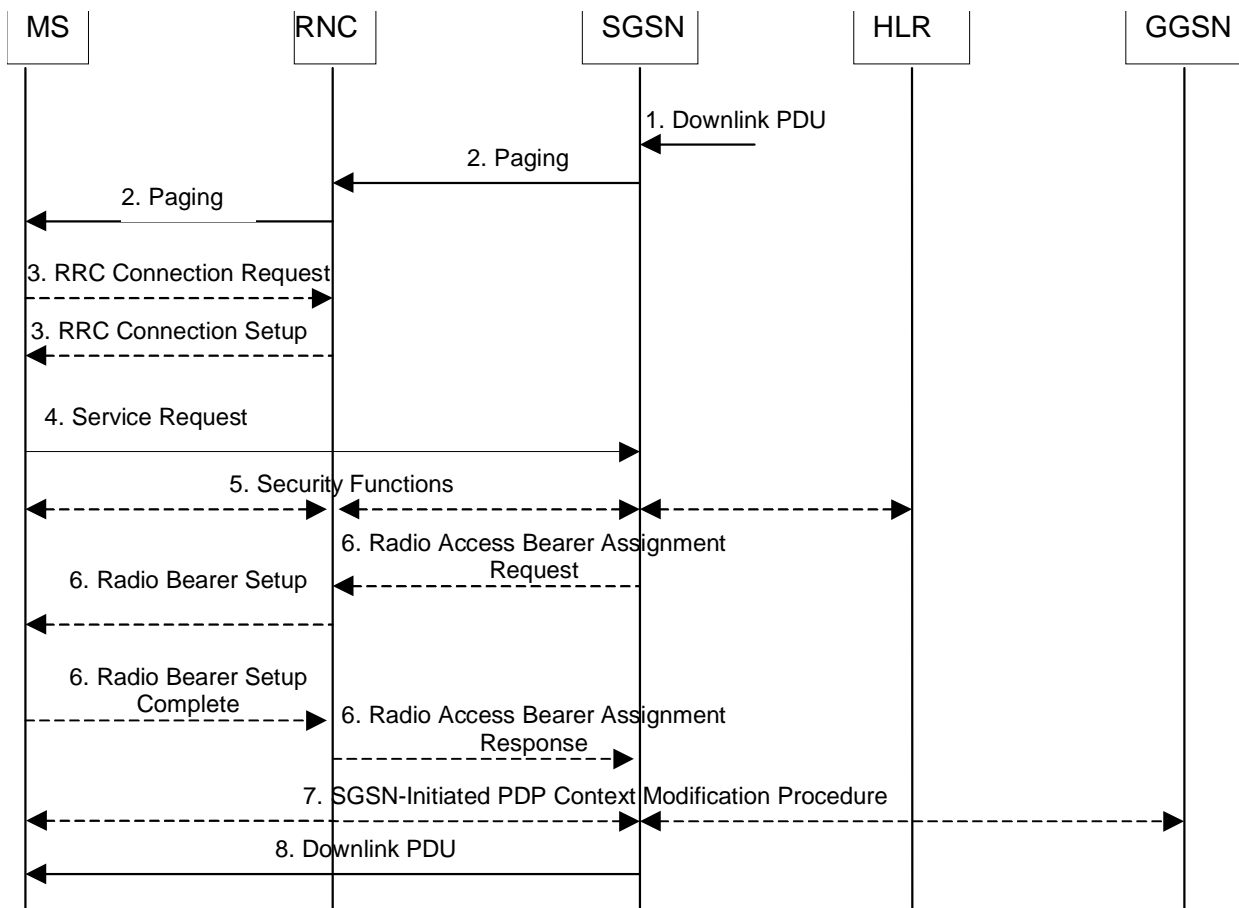 MS
RNC
SGSN
HLR
GGSN
1. Downlink PDU
2. Paging
2. Paging
3. RRC Connection Request
3. RRC Connection Setup
4. Service Request
5. Security Functions
6. Radio Access Bearer Assignment
Request
6. Radio Bearer Setup
6. Radio Bearer Setup
Complete
6. Radio Access Bearer Assignment
Response
7. SGSN-Initiated PDP Context Modification Procedure
8. Downlink PDU